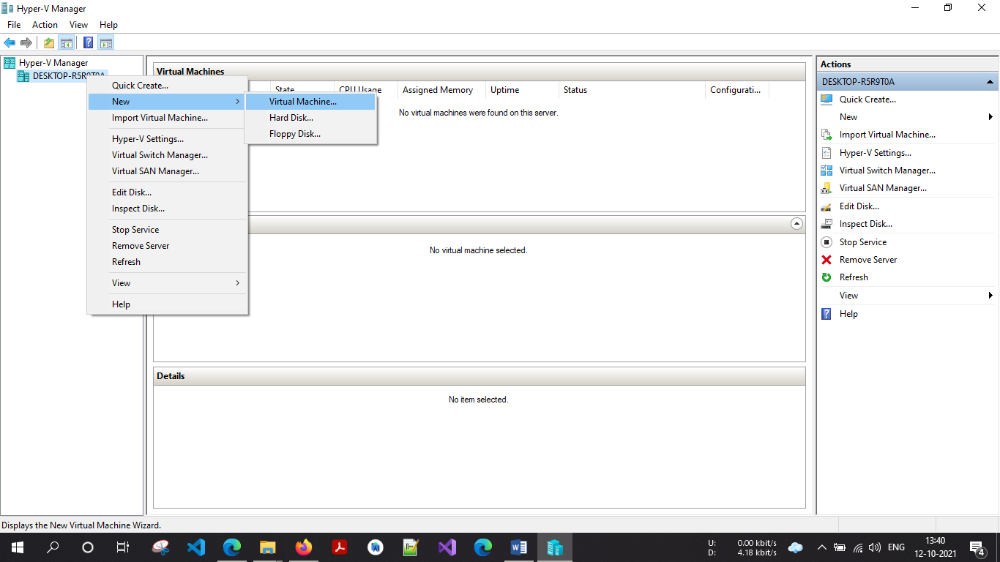 Hyper-V Manager
File Action View Help
Hyper-V Manager
DESKTOP-R5R9T0A
Quick Create...
New
Import Virtual Machine...
Hyper-V Settings...
Virtual Switch Manager...
Virtual SAN Manager...
Edit Disk...
Inspect Disk...
Stop Service
Remove Server
Refresh
View
Help
Virtual Machine...
Hard Disk...
Floppy Disk...
Virtual Machines
State CPU Usage Assigned Memory Uptime Status Configurati...
No virtual machines were found on this server.
No virtual machine selected.
Details
No item selected.
Actions
DESKTOP-R5R9T0A
Quick Create...
New
Import Virtual Machine...
Hyper-V Settings...
Virtual Switch Manager...
Virtual SAN Manager...
Edit Disk...
Inspect Disk...
Stop Service
Remove Server
Refresh
View
Help
Displays the New Virtual Machine Wizard.
U: 0.00 kbit/s
D: 4.18 kbit/s
ENG
13:40
12-10-2021
4